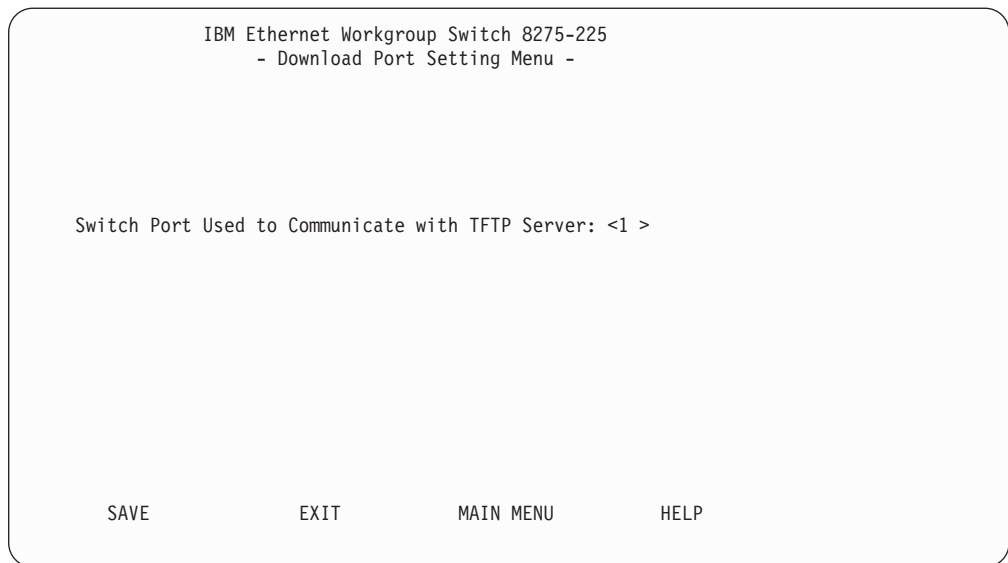 IBM Ethernet Workgroup Switch 8275-225
- Download Port Setting Menu -
Switch Port Used to Communicate with TFTP Server: <1 >
SAVE EXIT MAIN MENU HELP